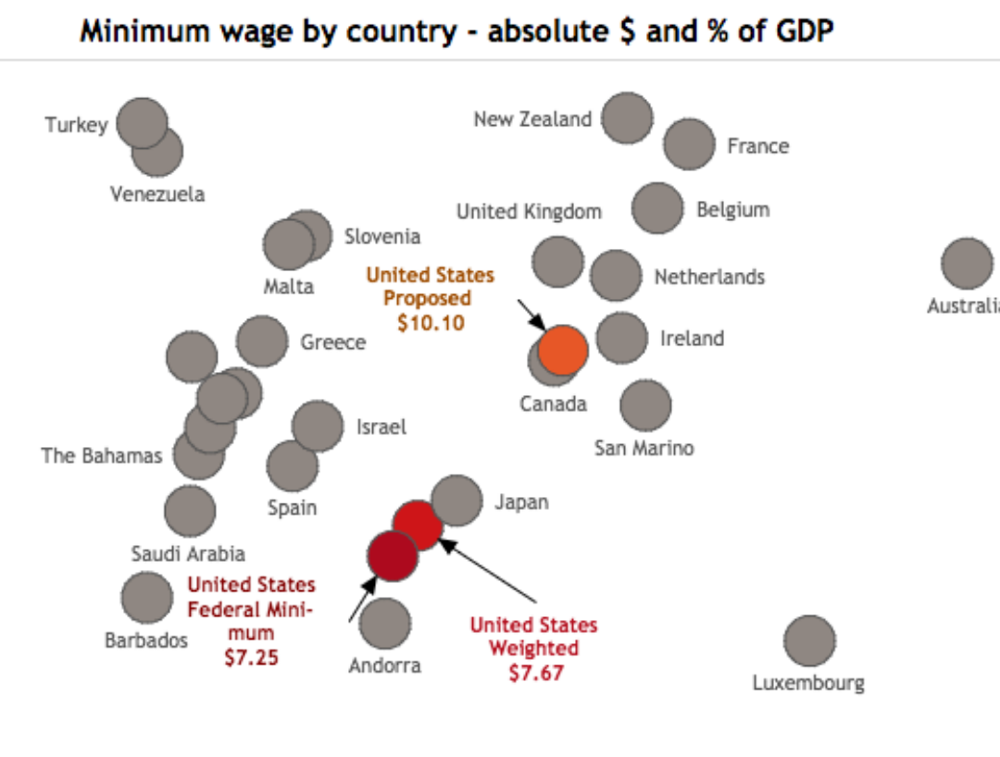 Minimum wage by country - absolute $ and % of GDP
Turkey
New Zealand
France
Venezuela
United Kingdom
Belgium
Slovenia
Malta
United States
Proposed
$10.10
Netherlands
Australia
Greece
Ireland
Canada
Israel
San Marino
The Bahamas
Spain
Japan
Saudi Arabia
United States
Federal Mini-
mum
$7.25
Barbados
United States
Weighted
$7.67
Andorra
Luxembourg